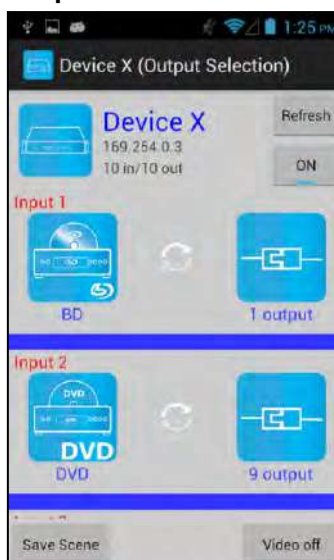 1:25 PM
Device X (Output Selection)
Device X
Refresh
169.254.0.3
10 in/10 out
ON
Input 1
BD
1 output
Input 2
DVD
DVD
DVD
9 output
Save Scene
Video off